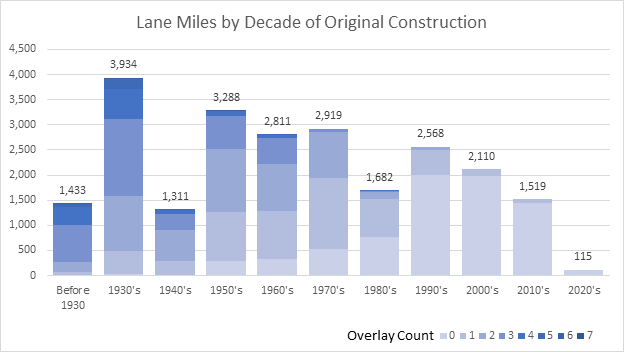 Lane Miles by Decade of Original Construction
4,500
4,000
3,500
3,000
2,500
2,000
1,500
1,000
500
0
1,433
3,934
1,311
3,288
2,811
2,919
1,682
2,568
2,110
1,519
115
Before
1930
1930's
1940's
1950's
1960's
1970's
1980's
1990's
2000's
2010's
2020's
Overlay Count 0 1 2 3 4 5 6 7